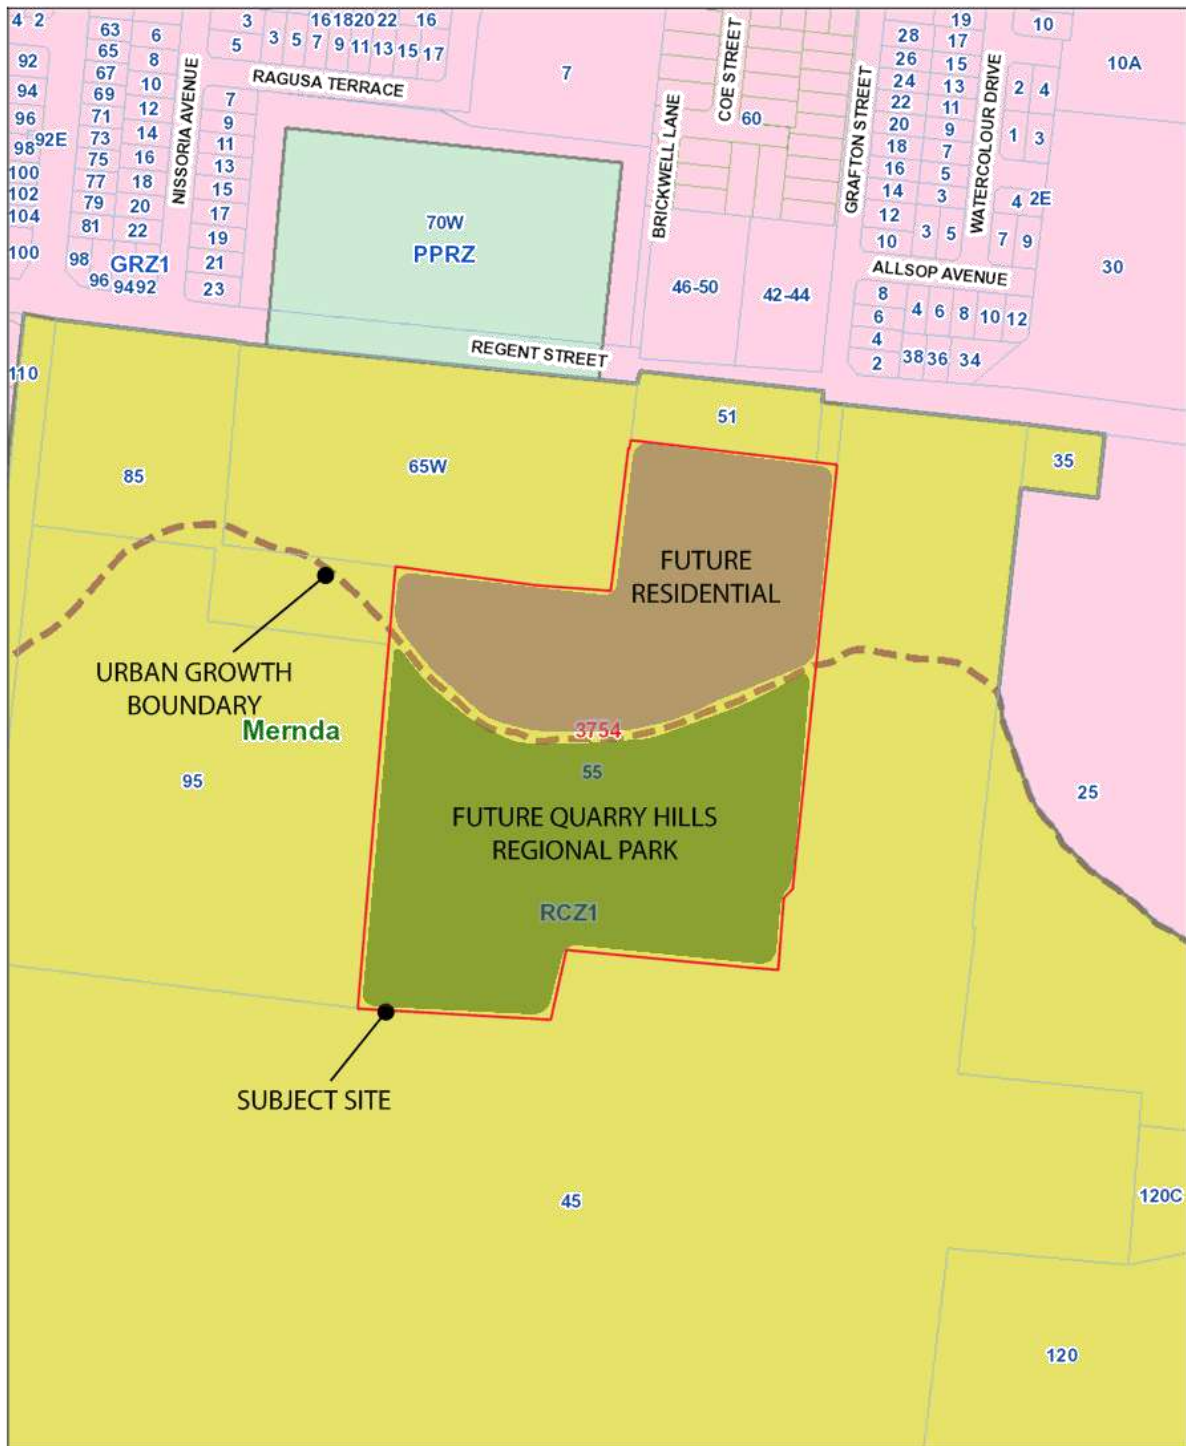 4 2
92
94
96
98
92E
100
102
104
100
63
65
67
69
71
73
75
77
79
81
98
96
94
92
6
8
10
12
14
16
18
20
22
GRZ1
NISSORIA AVENUE
7
9
11
13
15
17
19
21
23
3
5
3 5 7 9 11 13 15 17
16 18 20 22 16
RAGUSA TERRACE
7
70W
PPRZ
REGENT STREET
BRICKWELL LANE
COE STREET
60
46-50
42-44
GRAFTON STREET
28
26
24
22
20
18
16
14
12
10
19
17
15
13
11
9
7
5
3
3 5
WATERCOLOUR DRIVE
10
2 4
1 3
4 2E
7 9
10A
30
ALLSOP AVENUE
8
6
4
2
4 6 8 10 12
38 36 34
110
85
65W
51
35
FUTURE
RESIDENTIAL
URBAN GROWTH
BOUNDARY
Mernda
3754
95
55
25
FUTURE QUARRY HILLS
REGIONAL PARK
RCZ1
SUBJECT SITE
45
120C
120